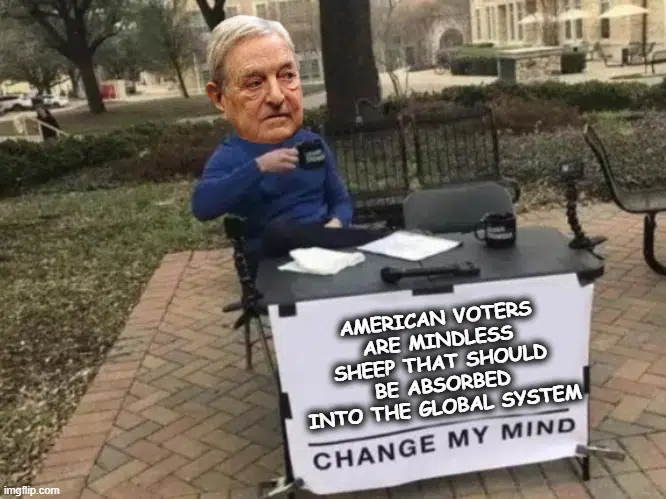 AMERICAN VOTERS
ARE MINDLESS
SHEEP THAT SHOULD
BE ABSORBED
INTO THE GLOBAL SYSTEM
CHANGE MY MIND
imgflip.com